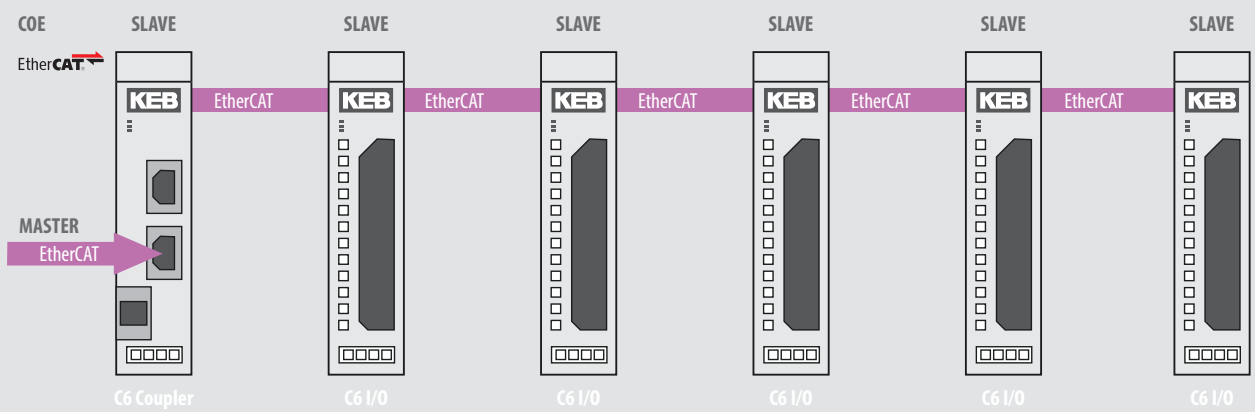 COE SLAVE SLAVE SLAVE SLAVE SLAVE SLAVE
EtherCAT®
KEB EtherCAT KEB EtherCAT KEB EtherCAT KEB EtherCAT KEB EtherCAT KEB
MASTER
EtherCAT
C6 Coupler C6 I/O C6 I/O C6 I/O C6 I/O C6 I/O